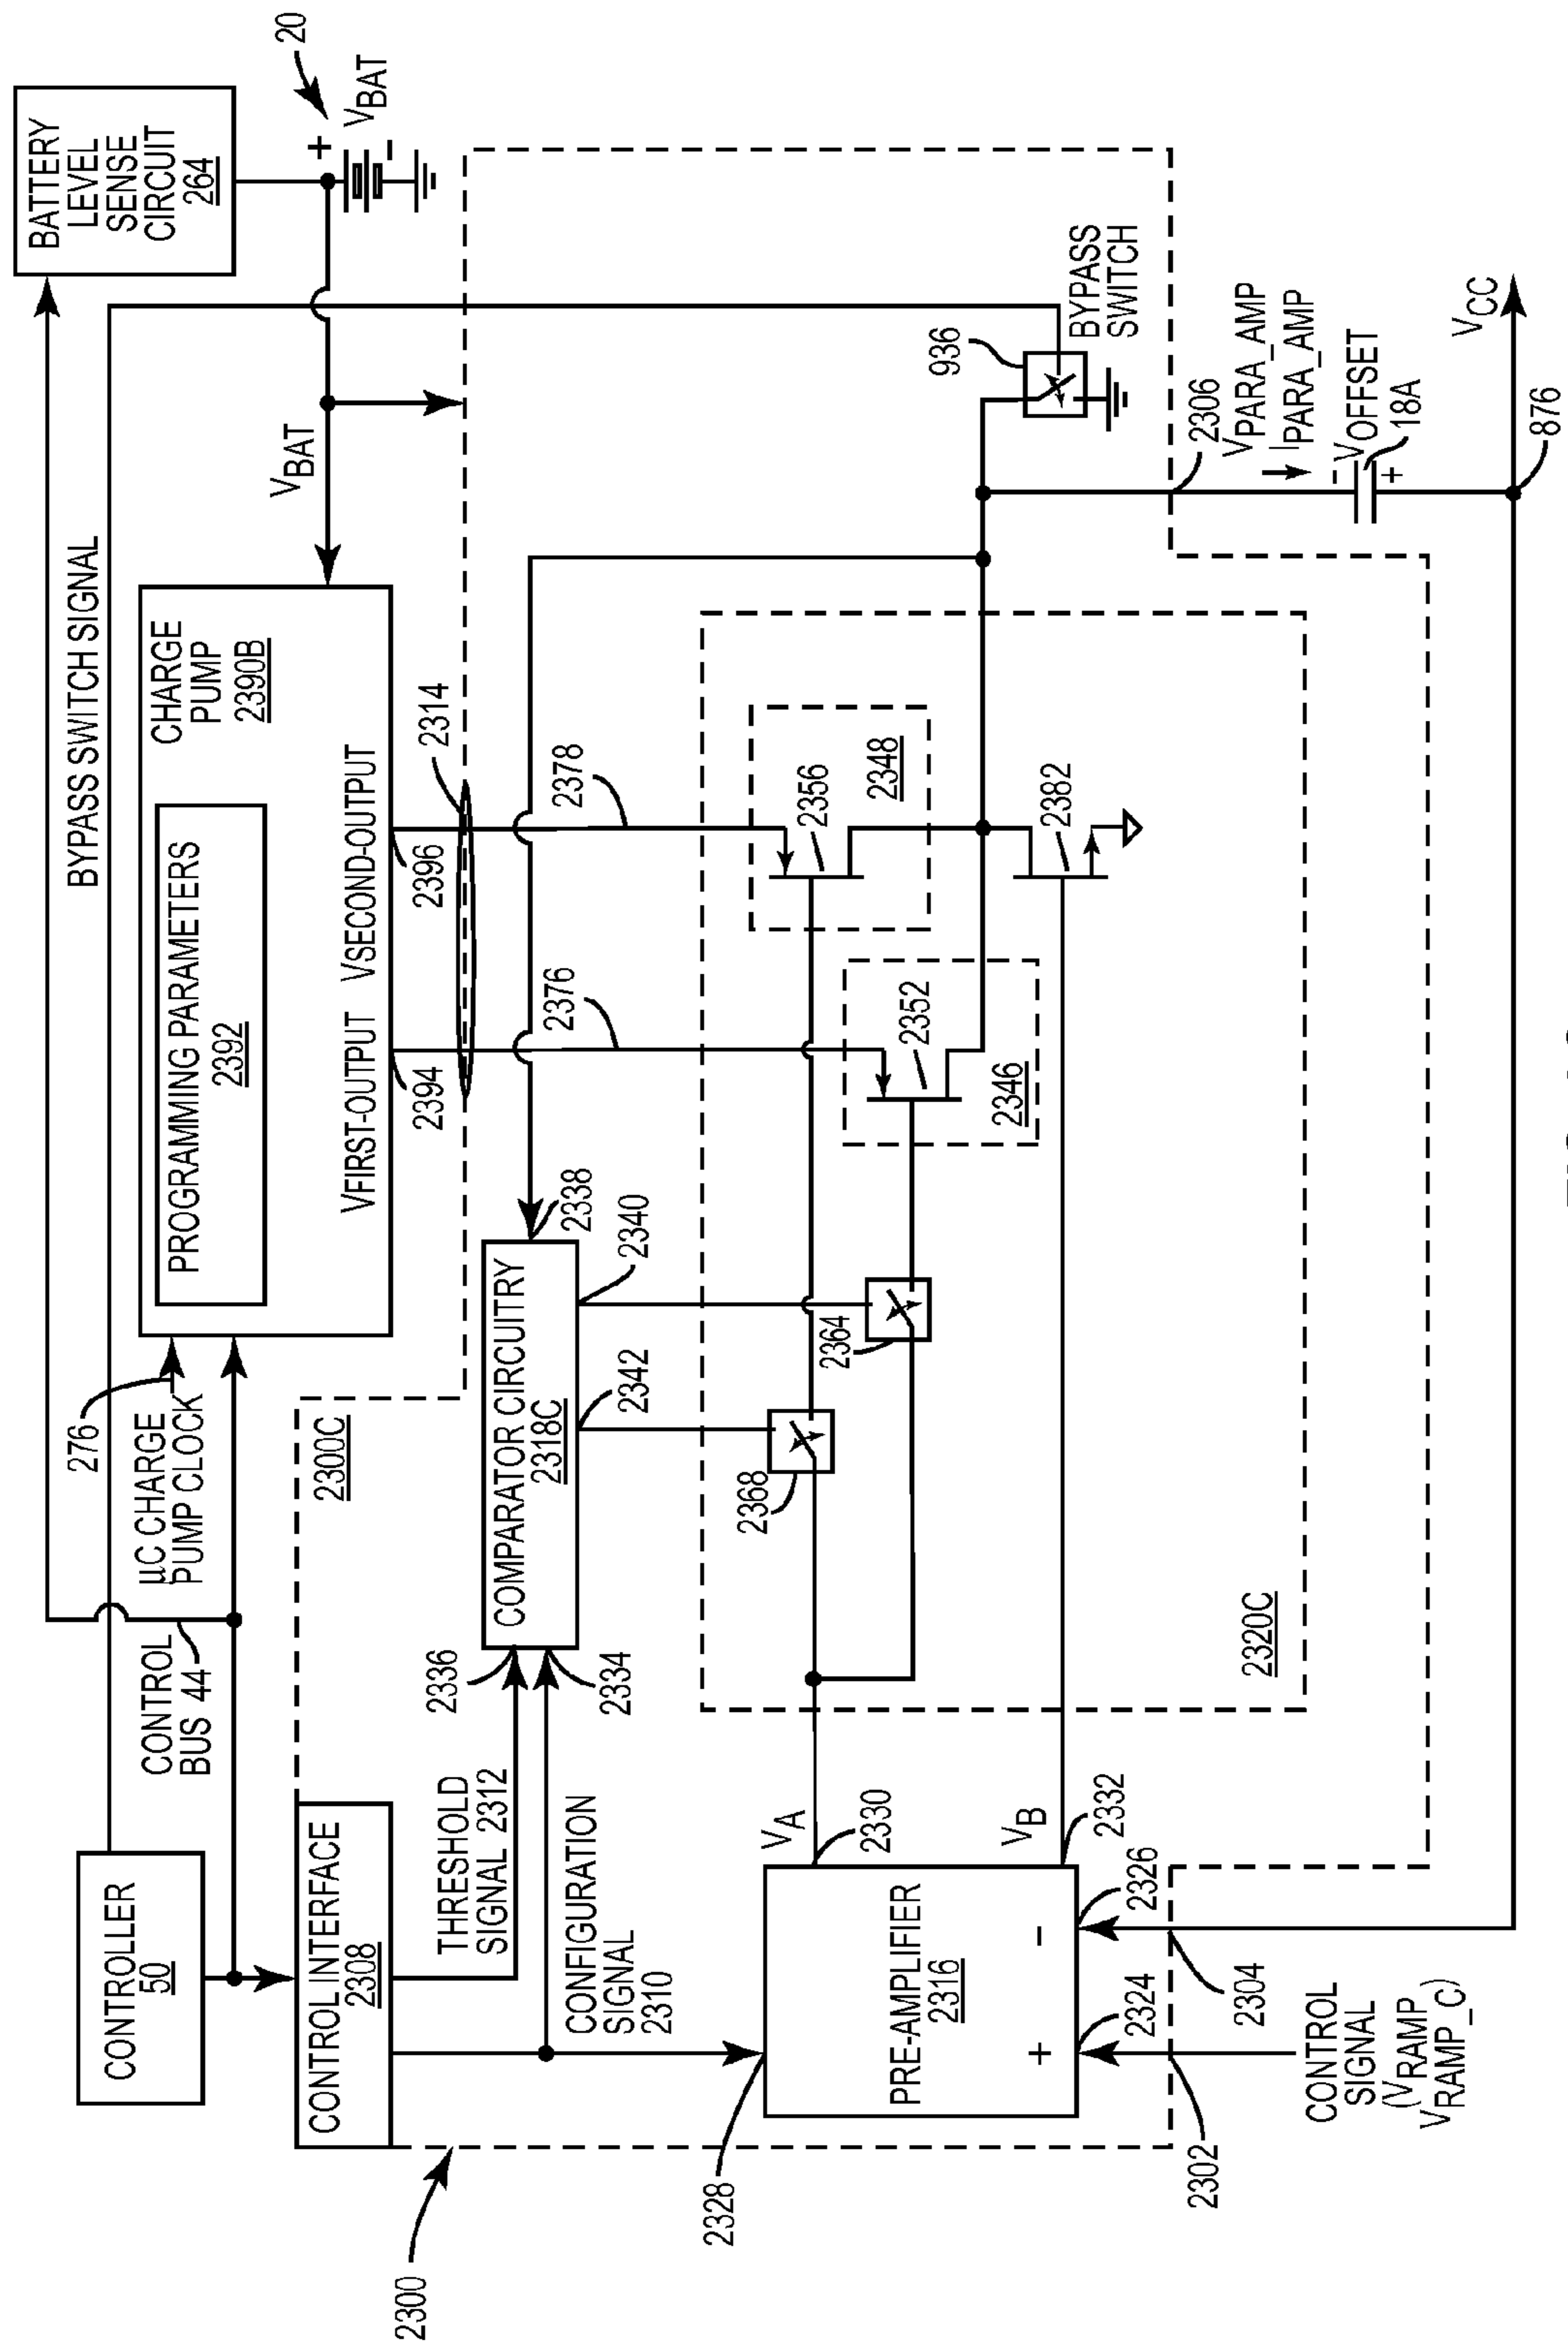 BATTERY
LEVEL
SENSE
CIRCUIT
264
20
+
VBAT
-
BYPASS SWITCH SIGNAL
VBAT
CHARGE
PUMP
2390B
PROGRAMMING PARAMETERS
2392
VFIRST-OUTPUT VSECOND-OUTPUT
2394
2396
2314
276
μC CHARGE
PUMP CLOCK
CONTROL
BUS 44
CONTROLLER
50
CONTROL INTERFACE
2308
2300C
2300
THRESHOLD
SIGNAL 2312
CONFIGURATION
SIGNAL
2310
2336
2334
COMPARATOR CIRCUITRY
2318C
2338
2340
2342
2376
2378
2368
2364
2356
2348
2352
2346
2382
2320C
936
BYPASS
SWITCH
2306
VPARA_AMP
IPARA_AMP
-
VOFFSET
18A
+
VCC
876
2328
PRE-AMPLIFIER
2316
VA
2330
VB
2332
+
-
2324
2326
2302
2304
CONTROL
SIGNAL
(VRAMP
VRAMP_C)